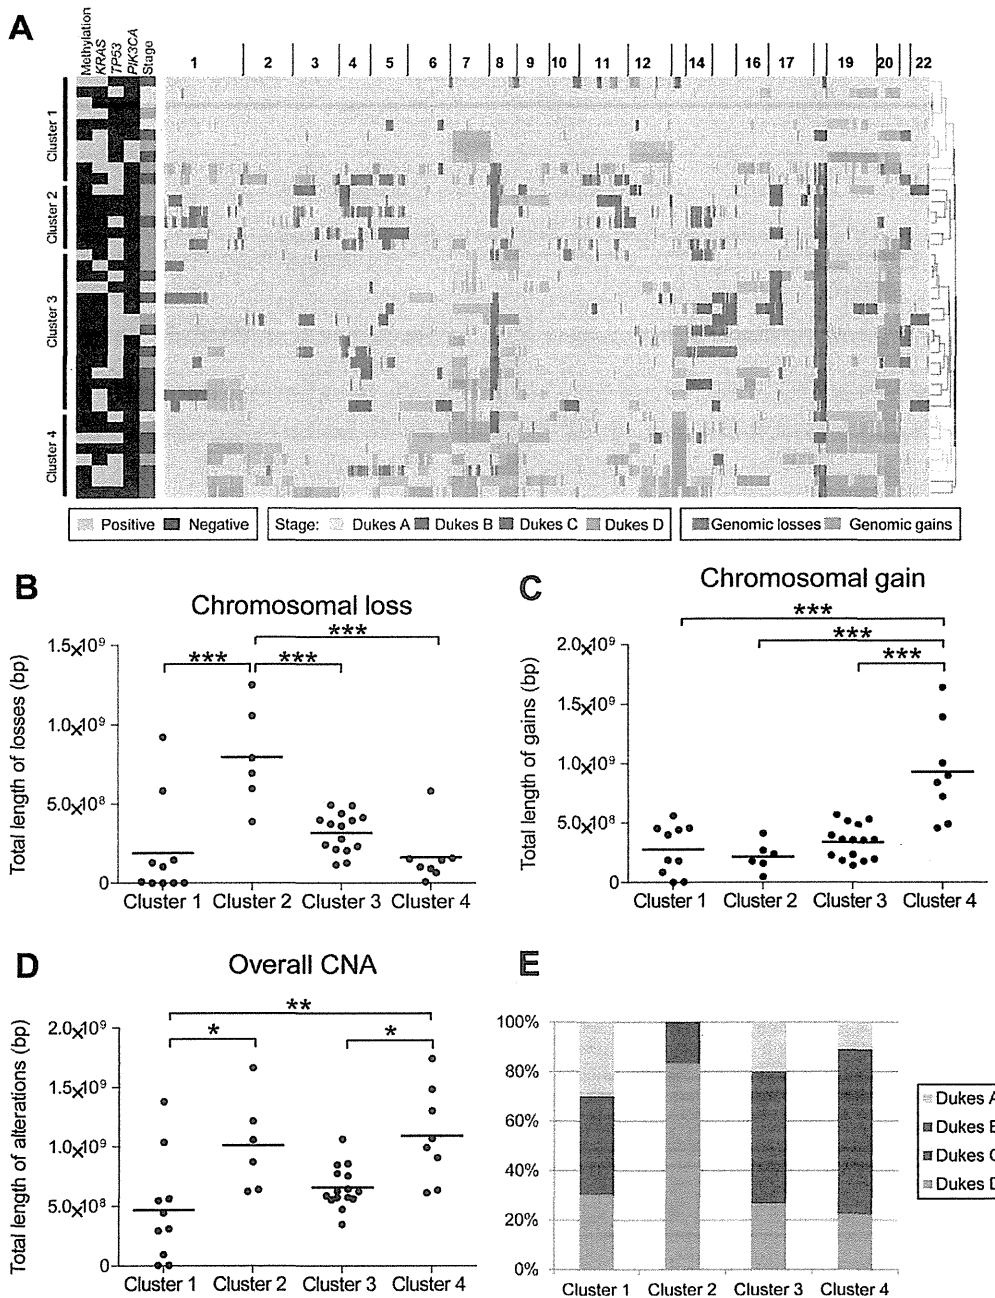 A
Methylation
KRAS
TP53
PIK3CA
Stage
1 2 3 4 5 7 8 9 10 11 12 14 16 17 19 20 22
Cluster 1
Cluster 2
Cluster 3
Cluster 4
Positive Negative
Stage: Dukes A Dukes B Dukes C Dukes D
Genomic losses Genomic gains
B
Chromosomal loss
Total length of losses (bp)
1.5×10⁹
1.0×10⁹
5.0×10⁸
0
*** *** ***
Cluster 1 Cluster 2 Cluster 3 Cluster 4
C
Chromosomal gain
Total length of gains (bp)
2.0×10⁹
1.5×10⁹
1.0×10⁹
5.0×10⁸
0
***
***
***
Cluster 1 Cluster 2 Cluster 3 Cluster 4
D
Overall CNA
Total length of alterations (bp)
2.0×10⁹
1.5×10⁹
1.0×10⁹
5.0×10⁸
0
**
* *
Cluster 1 Cluster 2 Cluster 3 Cluster 4
E
100%
80%
60%
40%
20%
0%
Cluster 1 Cluster 2 Cluster 3 Cluster 4
Dukes A
Dukes B
Dukes C
Dukes D